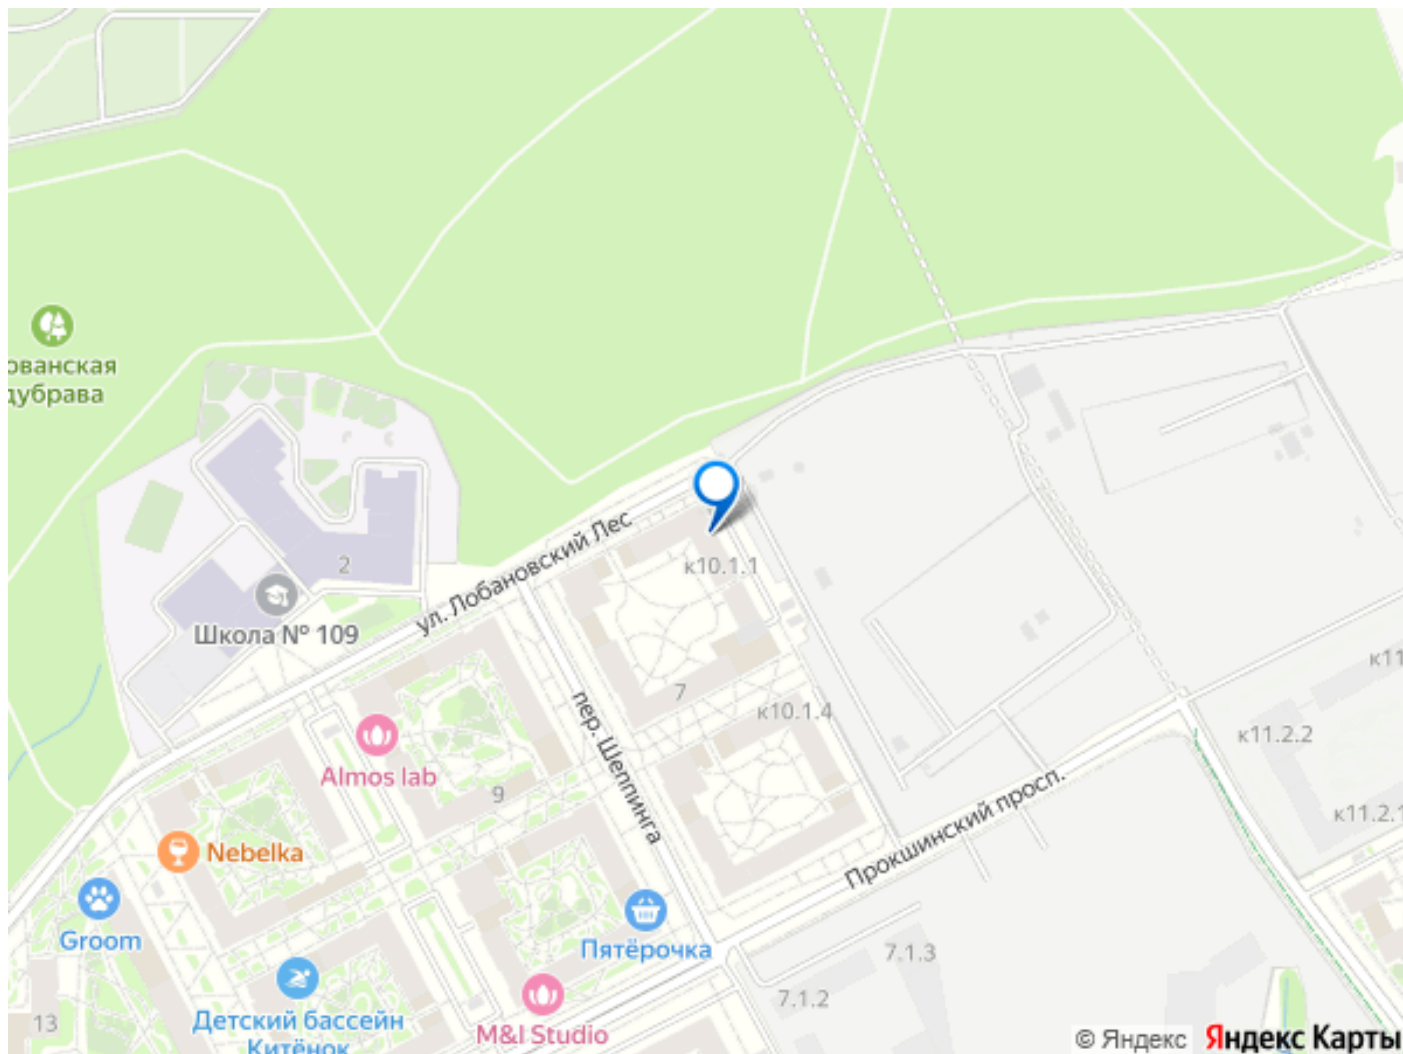 ованская
дубрава
ул. Лобановский Лес
к10.1.1
2
Школа № 109
к11
7
пер. Шеппинга
к10.1.4
к11.2.2
Almos lab
9
Прокшинский просп.
к11.2.1
Nebelka
Groom
Пятёрочка
7.1.3
Детский бассейн
Китёнок
M&I Studio
7.1.2
13
© Яндекс Яндекс Карты